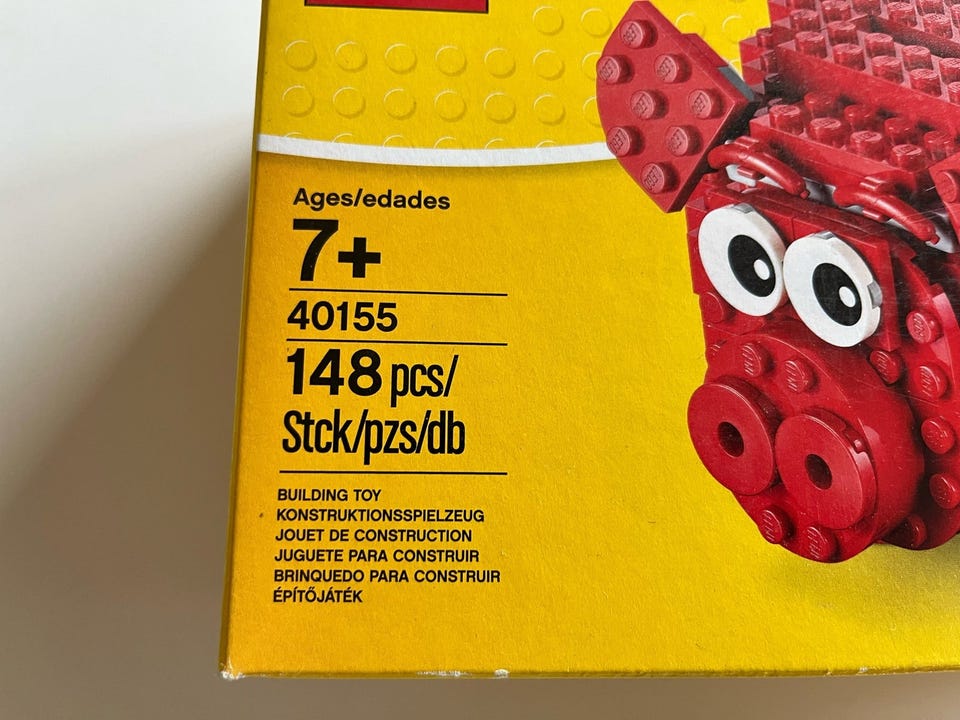 Ages/edades
7+
40155
148 pcs/
Stck/pzs/db
BUILDING TOY
KONSTRUKTIONSSPIELZEUG
JOUET DE CONSTRUCTION
JUGUETE PARA CONSTRUIR
BRINQUEDO PARA CONSTRUIR
ÉPÍTŐJÁTÉK